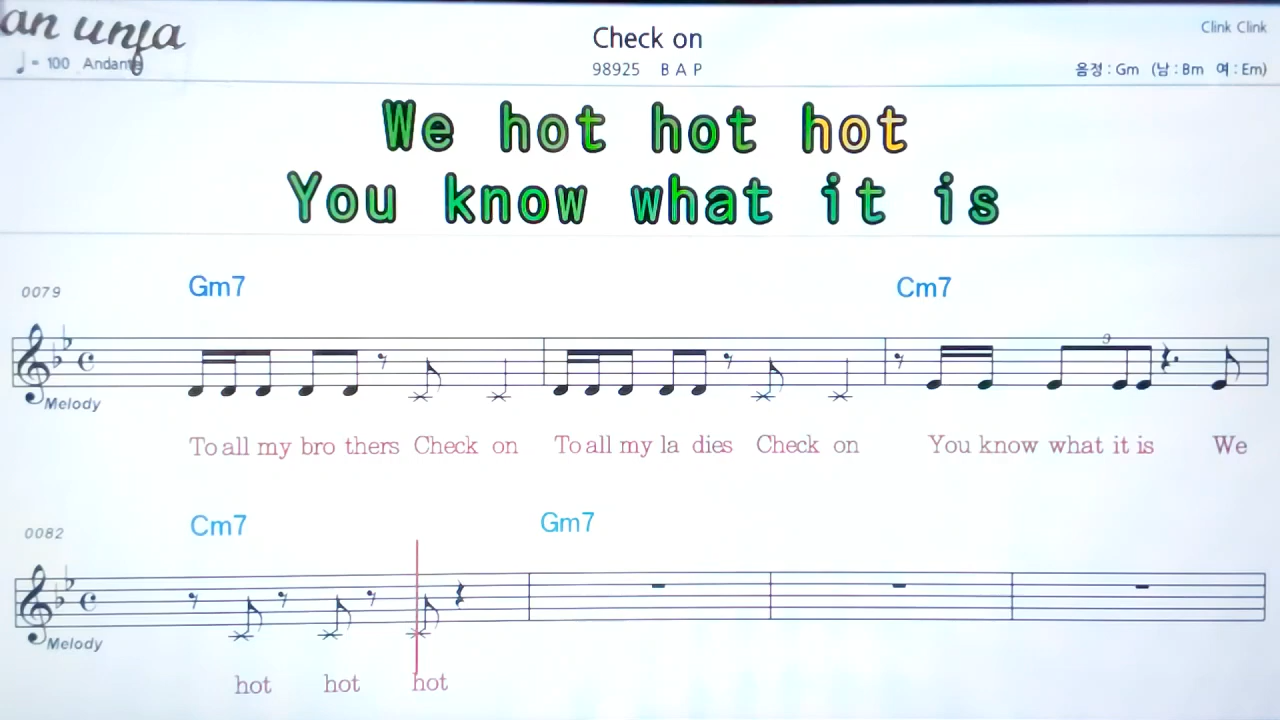 an unfa
Check on
Clink Clink
♩= 100 Andante
98925 B A P
음정 : Gm (남 : Bm 여 : Em)
We hot hot hot
You know what it is
0079
Gm7
Cm7
3
Melody
To all my bro thers Check on To all my la dies Check on You know what it is We
0082
Cm7
Gm7
Melody
hot hot hot